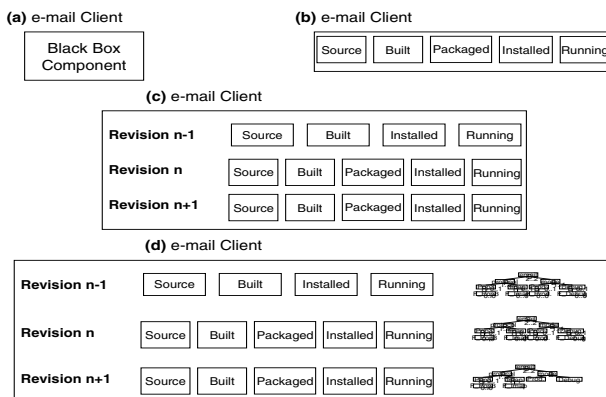 (a) e-mail Client
Black Box
Component
(b) e-mail Client
Source Built Packaged Installed Running
(c) e-mail Client
Revision n-1 Source Built Installed Running
Revision n Source Built Packaged Installed Running
Revision n+1 Source Built Packaged Installed Running
(d) e-mail Client
Revision n-1 Source Built Installed Running
Revision n Source Built Packaged Installed Running
Revision n+1 Source Built Packaged Installed Running